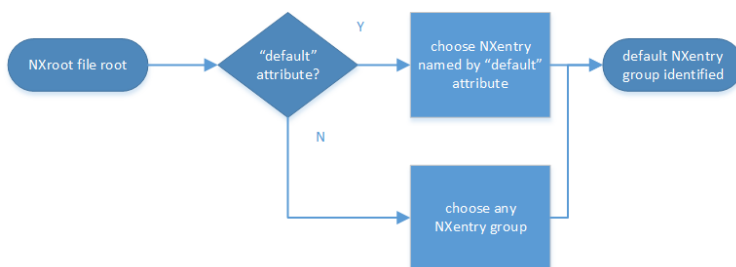 NXroot file root
“default”
attribute?
Y
choose NXentry
named by “default”
attribute
default NXentry
group identified
N
choose any
NXentry group